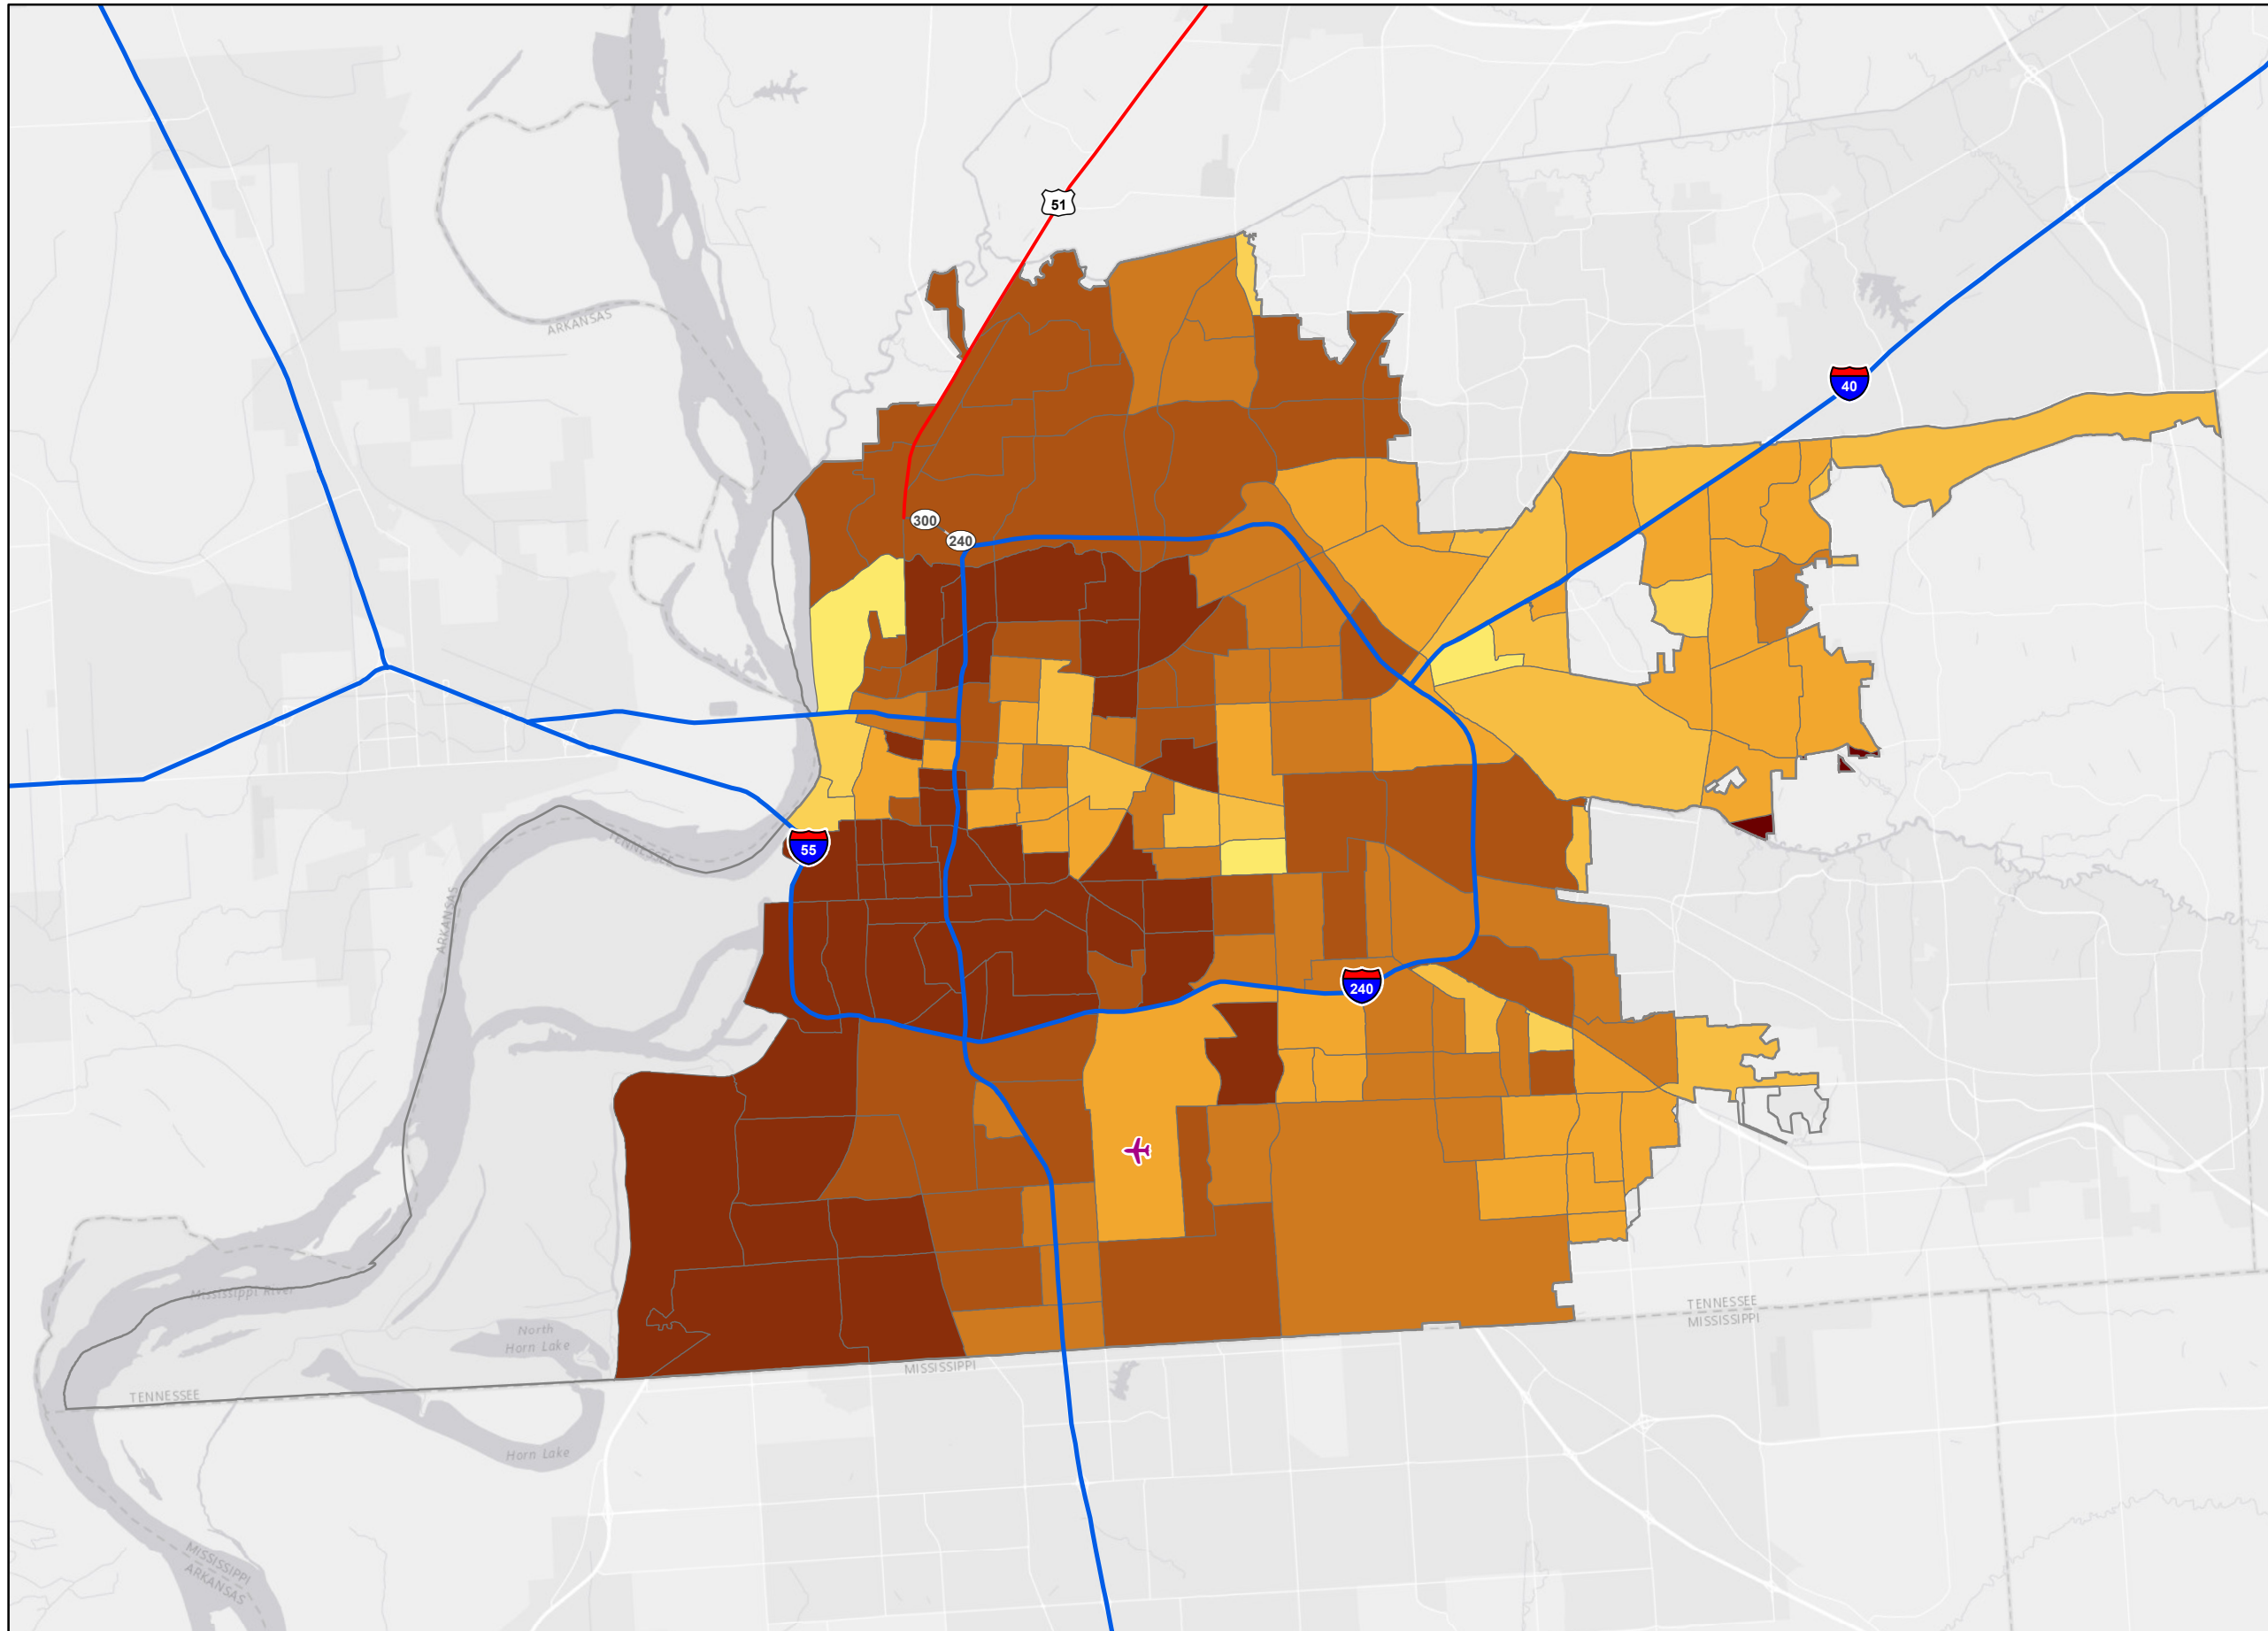 51
ARKANSAS
40
300
240
55
TENNESSEE
ARKANSAS
240
Mississippi River
TENNESSEE
MISSISSIPPI
North
Horn Lake
MISSISSIPPI
TENNESSEE
Horn Lake
MISSISSIPPI
ARKANSAS